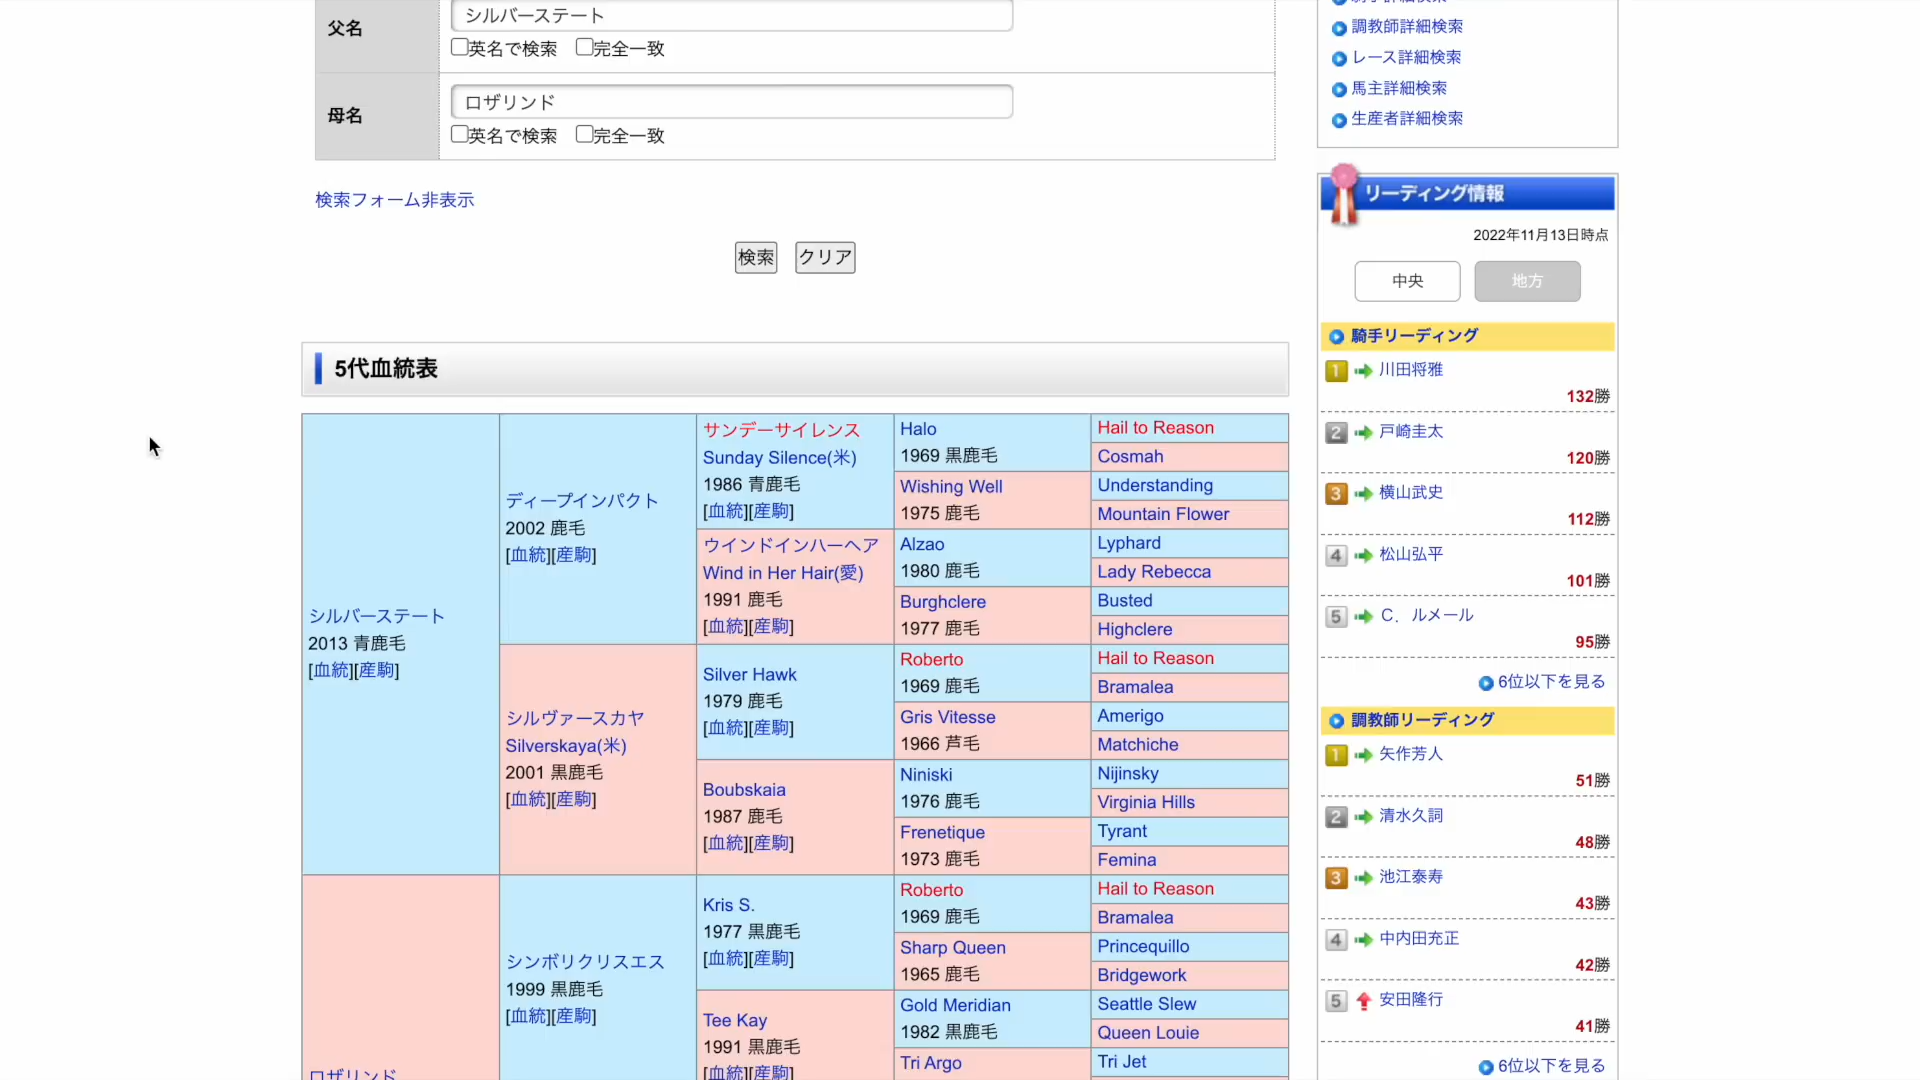 父名
シルバーステート
英名で検索 完全一致
母名
ロザリンド
英名で検索 完全一致
検索フォーム非表示
検索 クリア
5代血統表
シルバーステート
2013 青鹿毛
[血統][産駒]
ディープインパクト
2002 鹿毛
[血統][産駒]
サンデーサイレンス
Sunday Silence(米)
1986 青鹿毛
[血統][産駒]
Halo
1969 黒鹿毛
Hail to Reason
Cosmah
Wishing Well
1975 鹿毛
Understanding
Mountain Flower
ウインドインハーヘア
Wind in Her Hair(愛)
1991 鹿毛
[血統][産駒]
Alzao
1980 鹿毛
Lyphard
Lady Rebecca
Burghclere
1977 鹿毛
Busted
Highclere
シルヴァースカヤ
Silverskaya(米)
2001 黒鹿毛
[血統][産駒]
Silver Hawk
1979 鹿毛
[血統][産駒]
Roberto
1969 鹿毛
Hail to Reason
Bramalea
Gris Vitesse
1966 芦毛
Amerigo
Matchiche
Boubskaia
1987 鹿毛
[血統][産駒]
Niniski
1976 鹿毛
Nijinsky
Virginia Hills
Frenetique
1973 鹿毛
Tyrant
Femina
ロザリンド
シンボリクリスエス
1999 黒鹿毛
[血統][産駒]
Kris S.
1977 黒鹿毛
[血統][産駒]
Roberto
1969 鹿毛
Hail to Reason
Bramalea
Sharp Queen
1965 鹿毛
Princequillo
Bridgework
Tee Kay
1991 黒鹿毛
[血統][産駒]
Gold Meridian
1982 黒鹿毛
Seattle Slew
Queen Louie
Tri Argo
Tri Jet
調教師詳細検索
レース詳細検索
馬主詳細検索
生産者詳細検索
リーディング情報
2022年11月13日時点
中央 地方
騎手リーディング
1 川田将雅
132勝
2 戸崎圭太
120勝
3 横山武史
112勝
4 松山弘平
101勝
5 C．ルメール
95勝
6位以下を見る
調教師リーディング
1 矢作芳人
51勝
2 清水久詞
48勝
3 池江泰寿
43勝
4 中内田充正
42勝
5 安田隆行
41勝
6位以下を見る